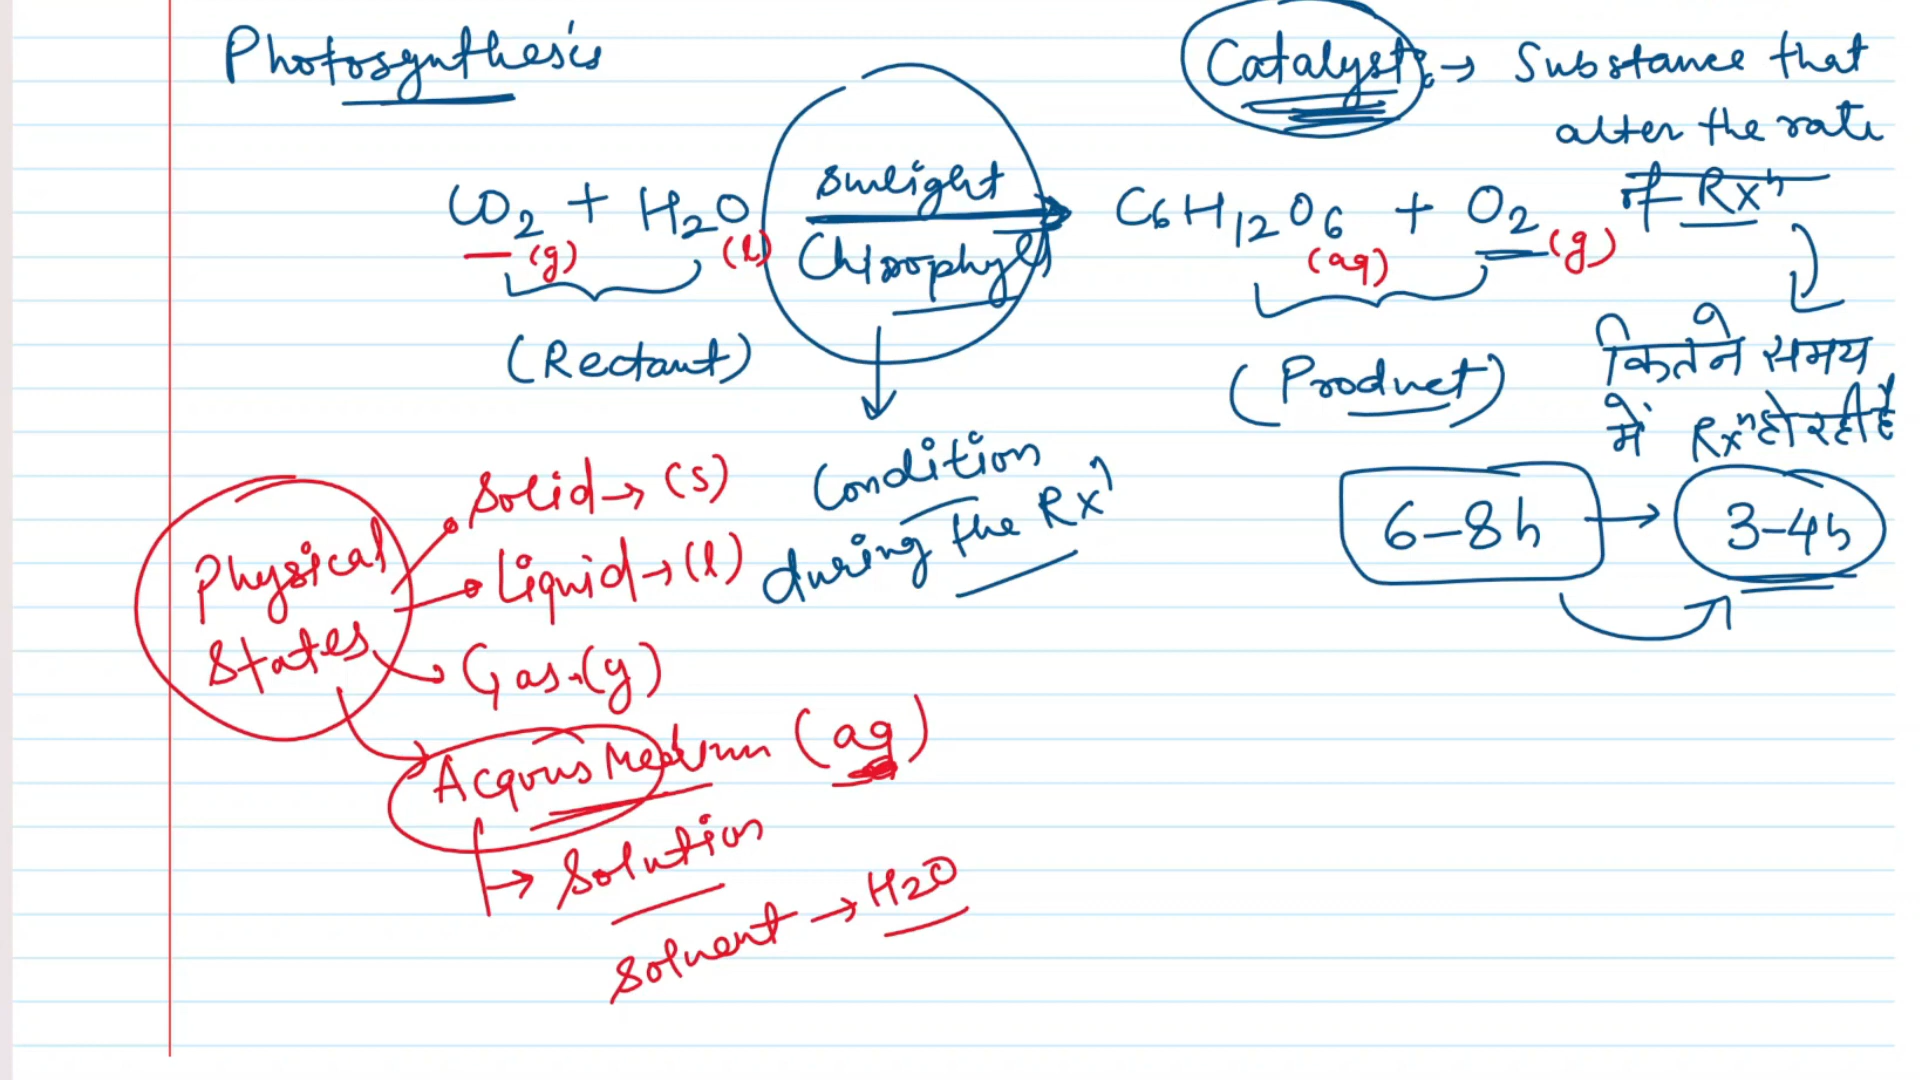 Photosynthesis
Catalyst :→ Substance that
alter the rate
of Rxⁿ
CO2 + H2O sunlight → C6H12O6 + O2
(g) (l) Chlorophyll (aq) (g)
(Rectant)
(Product)
कितने समय
में Rxⁿ हो रही है
Condition
during the Rxⁿ
6-8h → 3-4h
Physical
States
Solid → (s)
Liquid → (l)
Gas → (g)
Acqous Medium (aq)
→ Solution
Solvent → H2O